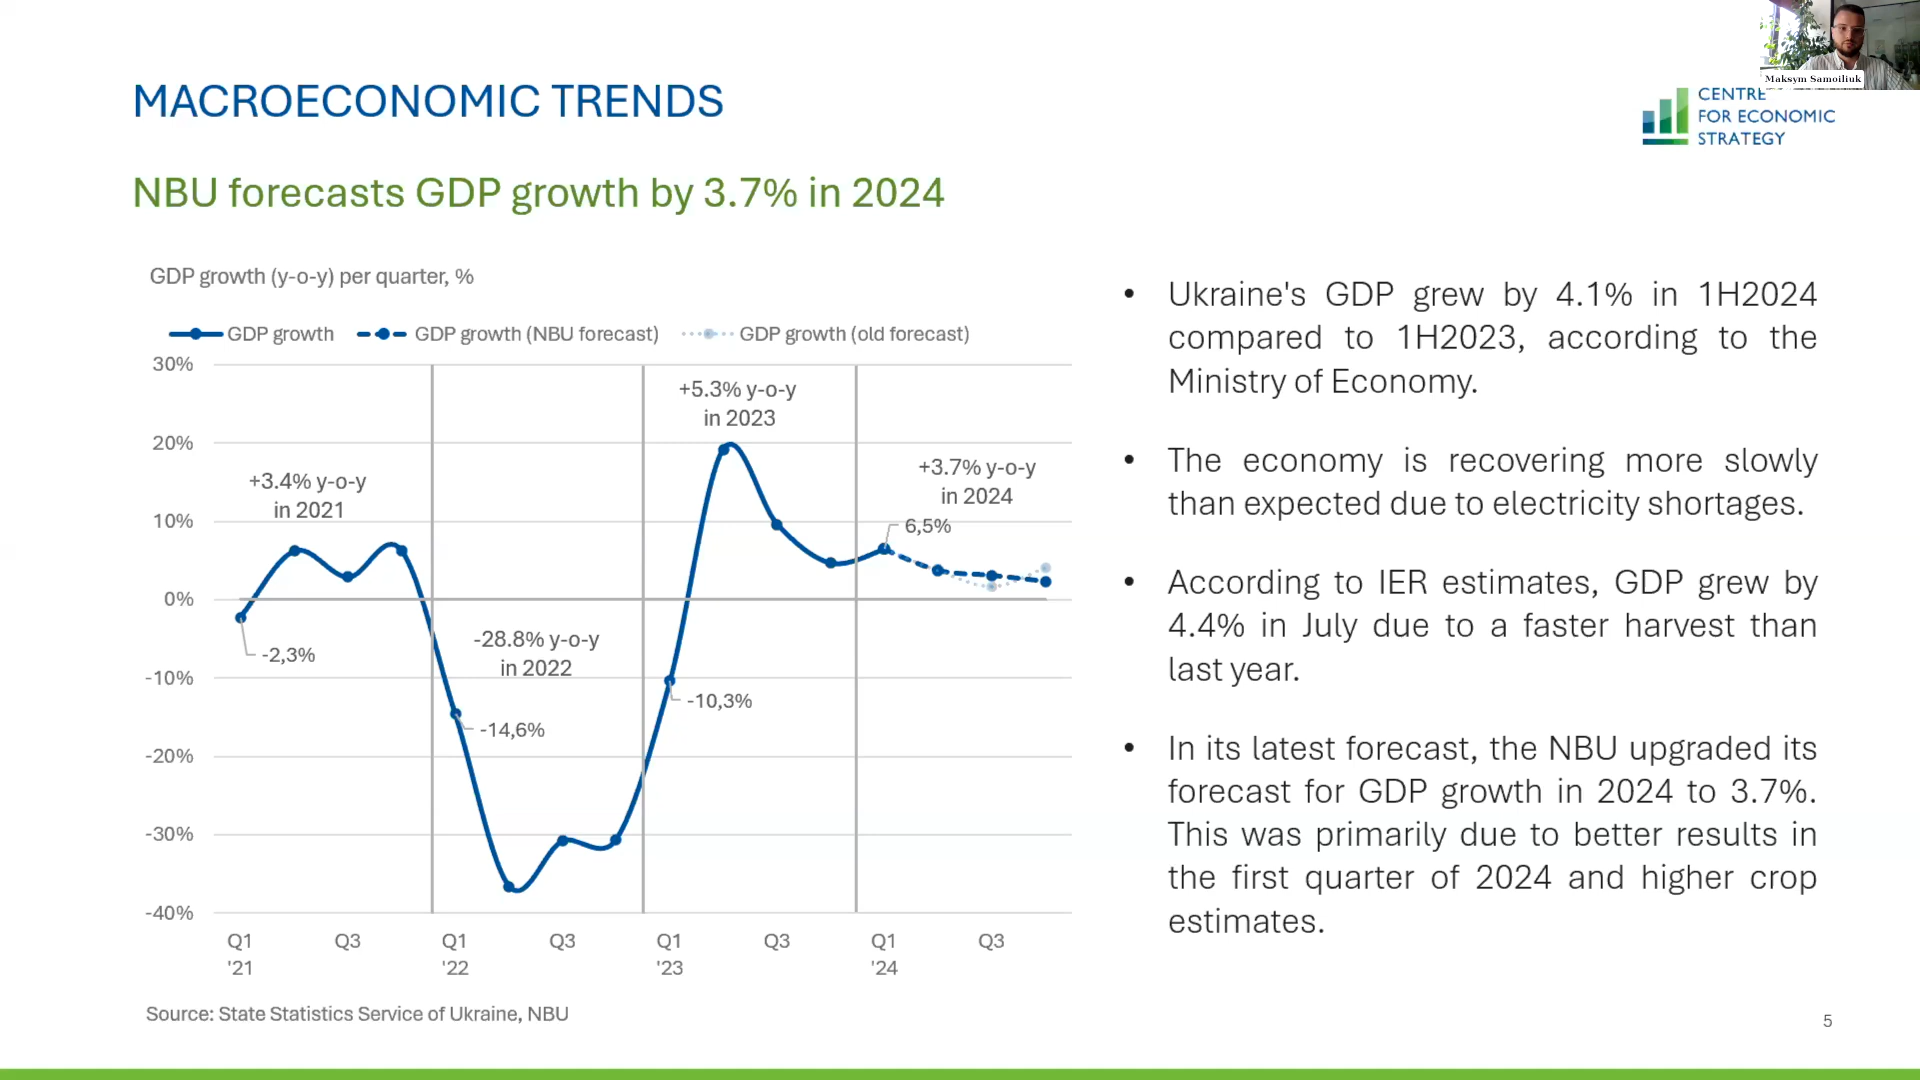 Maksym Samoiliuk
MACROECONOMIC TRENDS
CENTRE
FOR ECONOMIC
STRATEGY
NBU forecasts GDP growth by 3.7% in 2024
GDP growth (y-o-y) per quarter, %
GDP growth
GDP growth (NBU forecast)
GDP growth (old forecast)
30%
20%
10%
0%
-10%
-20%
-30%
-40%
+3.4% y-o-y
in 2021
-28.8% y-o-y
in 2022
+5.3% y-o-y
in 2023
+3.7% y-o-y
in 2024
-2,3%
-14,6%
-10,3%
6,5%
Q1
'21
Q3
Q1
'22
Q3
Q1
'23
Q3
Q1
'24
Q3
Source: State Statistics Service of Ukraine, NBU
• Ukraine's GDP grew by 4.1% in 1H2024
compared to 1H2023, according to the
Ministry of Economy.
• The economy is recovering more slowly
than expected due to electricity shortages.
• According to IER estimates, GDP grew by
4.4% in July due to a faster harvest than
last year.
• In its latest forecast, the NBU upgraded its
forecast for GDP growth in 2024 to 3.7%.
This was primarily due to better results in
the first quarter of 2024 and higher crop
estimates.
5